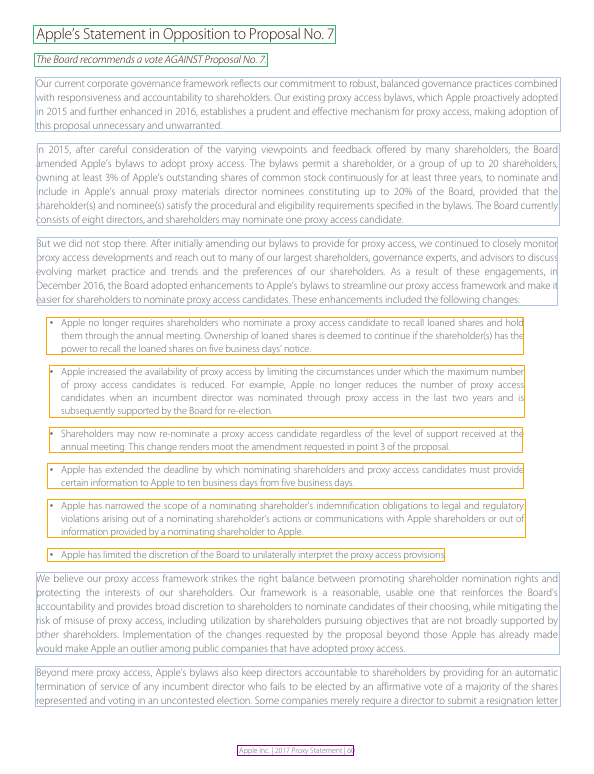 Apple's Statement in Opposition to Proposal No. 7
The Board recommends a vote AGAINST Proposal No. 7.
Our current corporate governance framework reflects our commitment to robust, balanced governance practices combined
with responsiveness and accountability to shareholders. Our existing proxy access bylaws, which Apple proactively adopted
in 2015 and further enhanced in 2016, establishes a prudent and effective mechanism for proxy access, making adoption of
this proposal unnecessary and unwarranted.
In 2015, after careful consideration of the varying viewpoints and feedback offered by many shareholders, the Board
amended Apple's bylaws to adopt proxy access. The bylaws permit a shareholder, or a group of up to 20 shareholders,
owning at least 3% of Apple's outstanding shares of common stock continuously for at least three years, to nominate and
include in Apple's annual proxy materials director nominees constituting up to 20% of the Board, provided that the
shareholder(s) and nominee(s) satisfy the procedural and eligibility requirements specified in the bylaws. The Board currently
consists of eight directors, and shareholders may nominate one proxy access candidate.
But we did not stop there. After initially amending our bylaws to provide for proxy access, we continued to closely monitor
proxy access developments and reach out to many of our largest shareholders, governance experts, and advisors to discuss
evolving market practice and trends and the preferences of our shareholders. As a result of these engagements, in
December 2016, the Board adopted enhancements to Apple's bylaws to streamline our proxy access framework and make it
easier for shareholders to nominate proxy access candidates. These enhancements included the following changes:
• Apple no longer requires shareholders who nominate a proxy access candidate to recall loaned shares and hold
them through the annual meeting. Ownership of loaned shares is deemed to continue if the shareholder(s) has the
power to recall the loaned shares on five business days' notice.
• Apple increased the availability of proxy access by limiting the circumstances under which the maximum number
of proxy access candidates is reduced. For example, Apple no longer reduces the number of proxy access
candidates when an incumbent director was nominated through proxy access in the last two years and is
subsequently supported by the Board for re-election.
• Shareholders may now re-nominate a proxy access candidate regardless of the level of support received at the
annual meeting. This change renders moot the amendment requested in point 3 of the proposal.
• Apple has extended the deadline by which nominating shareholders and proxy access candidates must provide
certain information to Apple to ten business days from five business days.
• Apple has narrowed the scope of a nominating shareholder's indemnification obligations to legal and regulatory
violations arising out of a nominating shareholder's actions or communications with Apple shareholders or out of
information provided by a nominating shareholder to Apple.
• Apple has limited the discretion of the Board to unilaterally interpret the proxy access provisions
We believe our proxy access framework strikes the right balance between promoting shareholder nomination rights and
protecting the interests of our shareholders. Our framework is a reasonable, usable one that reinforces the Board's
accountability and provides broad discretion to shareholders to nominate candidates of their choosing, while mitigating the
risk of misuse of proxy access, including utilization by shareholders pursuing objectives that are not broadly supported by
other shareholders. Implementation of the changes requested by the proposal beyond those Apple has already made
would make Apple an outlier among public companies that have adopted proxy access.
Beyond mere proxy access, Apple's bylaws also keep directors accountable to shareholders by providing for an automatic
termination of service of any incumbent director who fails to be elected by an affirmative vote of a majority of the shares
represented and voting in an uncontested election. Some companies merely require a director to submit a resignation letter
Apple Inc. | 2017 Proxy Statement | 60